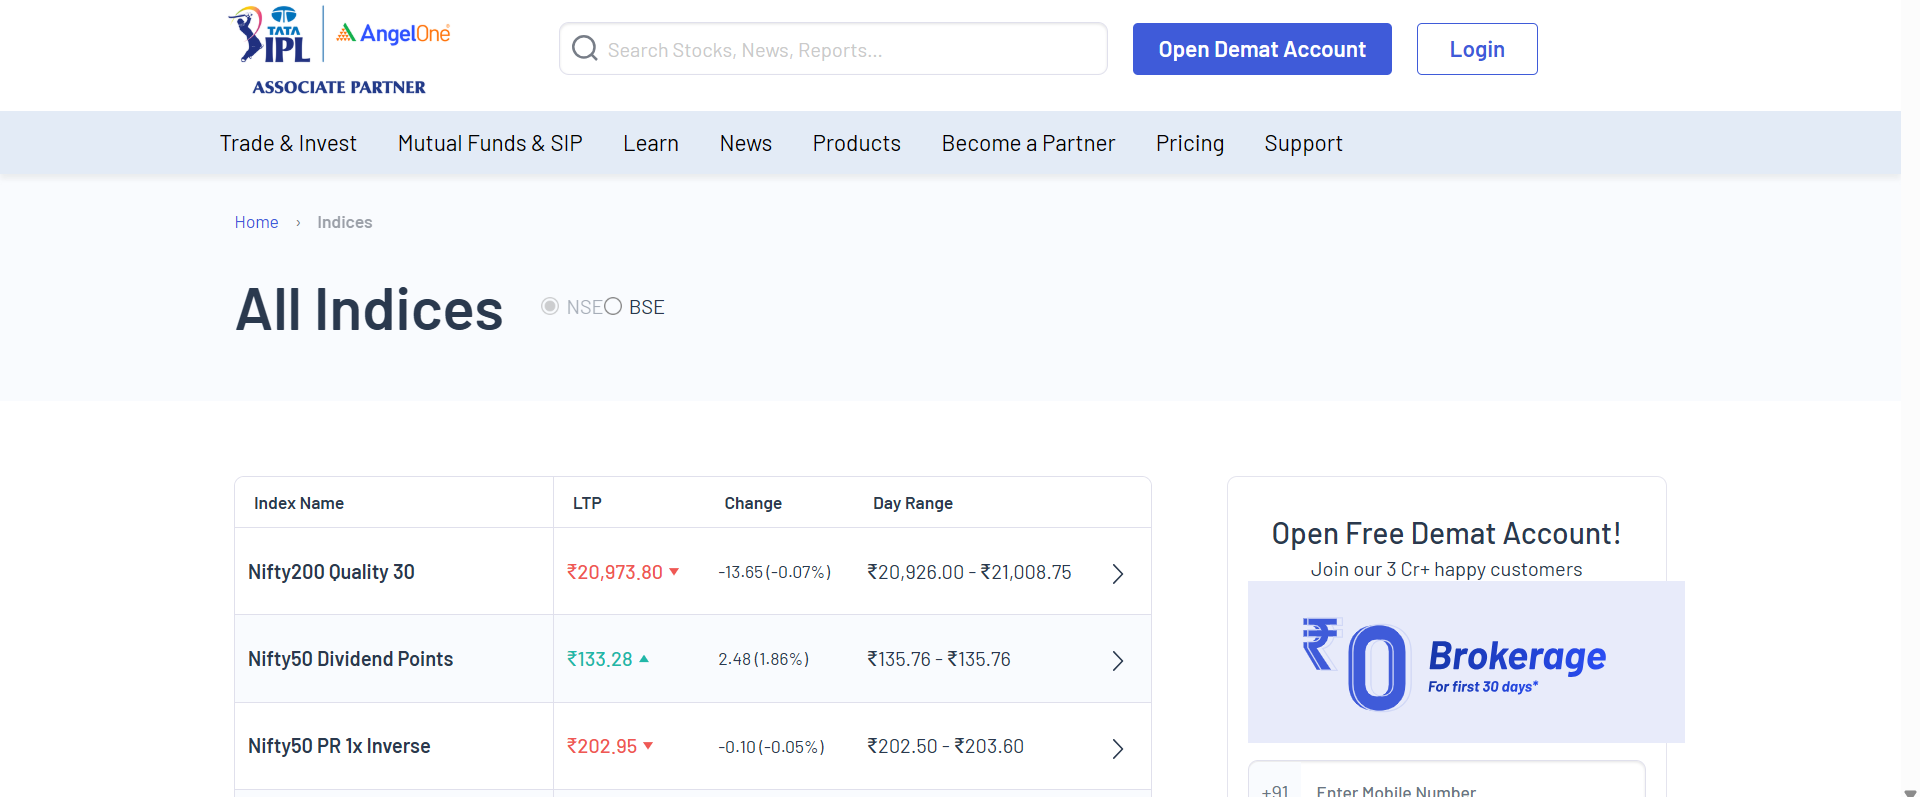 TATA
IPL
AngelOne
ASSOCIATE PARTNER
Search Stocks, News, Reports...
Open Demat Account
Login
Trade & Invest
Mutual Funds & SIP
Learn
News
Products
Become a Partner
Pricing
Support
Home › Indices
All Indices
NSE BSE
Index Name LTP Change Day Range
Nifty200 Quality 30 ₹20,973.80 -13.65 (-0.07%) ₹20,926.00 - ₹21,008.75
Nifty50 Dividend Points ₹133.28 2.48 (1.86%) ₹135.76 - ₹135.76
Nifty50 PR 1x Inverse ₹202.95 -0.10 (-0.05%) ₹202.50 - ₹203.60
Open Free Demat Account!
Join our 3 Cr+ happy customers
₹0 Brokerage
For first 30 days*
+91 Enter Mobile Number